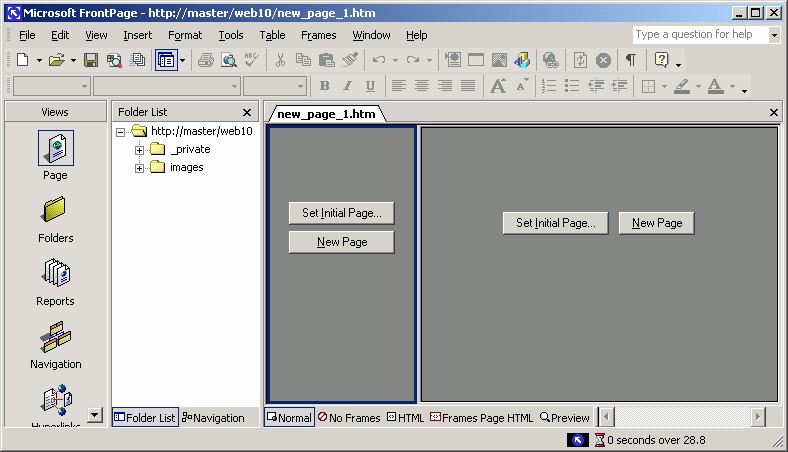 Microsoft FrontPage - http://master/web10/new_page_1.htm
File Edit View Insert Format Tools Table Frames Window Help Type a question for help
ABC
B I U A A A
Views Folder List new_page_1.htm
http://master/web10
_private
images
Page
Folders
Reports
Navigation
Hyperlinks
Set Initial Page...
New Page
Set Initial Page... New Page
Folder List Navigation Normal No Frames HTML Frames Page HTML Preview
0 seconds over 28.8